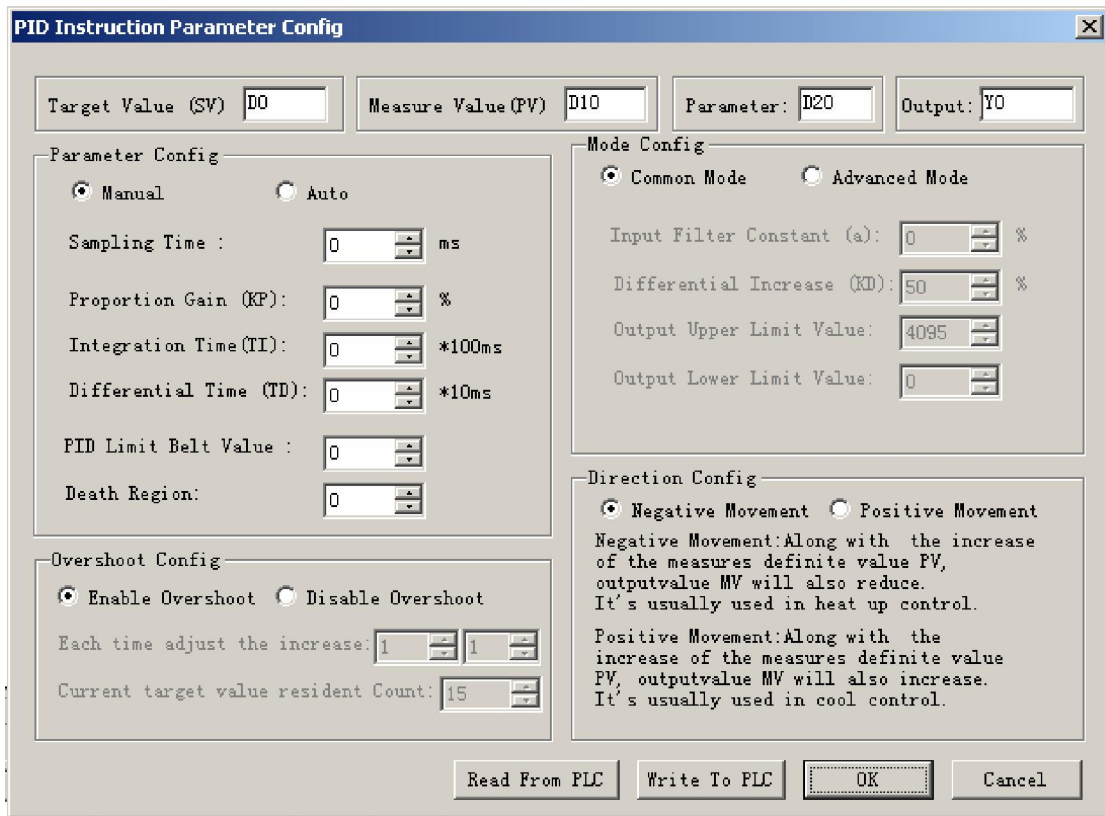 PID Instruction Parameter Config
Target Value (SV) D0
Measure Value(PV) D10
Parameter: D20
Output: Y0
Parameter Config
Manual Auto
Sampling Time : 0 ms
Proportion Gain (KP): 0 %
Integration Time(TI): 0 *100ms
Differential Time (TD): 0 *10ms
PID Limit Belt Value : 0
Death Region: 0
Mode Config
Common Mode Advanced Mode
Input Filter Constant (a): 0 %
Differential Increase (KD): 50 %
Output Upper Limit Value: 4095
Output Lower Limit Value: 0
Overshoot Config
Enable Overshoot Disable Overshoot
Each time adjust the increase: 1 1
Current target value resident Count: 15
Direction Config
Negative Movement Positive Movement
Negative Movement:Along with the increase
of the measures definite value PV,
outputvalue MV will also reduce.
It's usually used in heat up control.
Positive Movement:Along with the
increase of the measures definite value
PV, outputvalue MV will also increase.
It's usually used in cool control.
Read From PLC Write To PLC OK Cancel